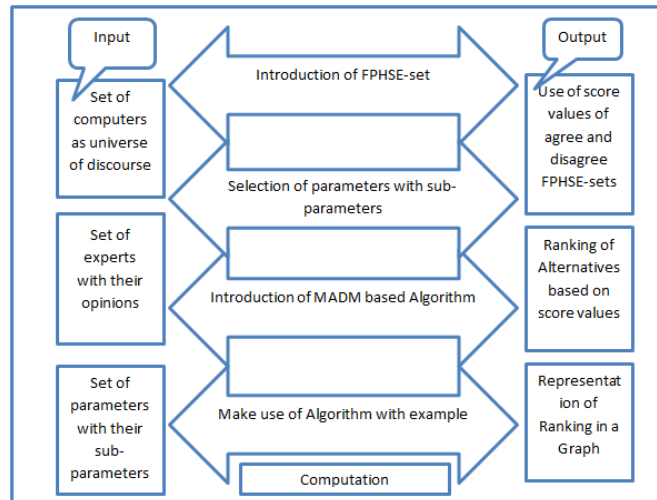 Input
Set of
computers
as universe
of discourse
Set of
experts
with their
opinions
Set of
parameters
with their
sub-
parameters
Introduction of FPHSE-set
Selection of parameters with sub-
parameters
Introduction of MADM based Algorithm
Make use of Algorithm with example
Computation
Output
Use of score
values of
agree and
disagree
FPHSE-sets
Ranking of
Alternatives
based on
score values
Representat
ion of
Ranking in a
Graph